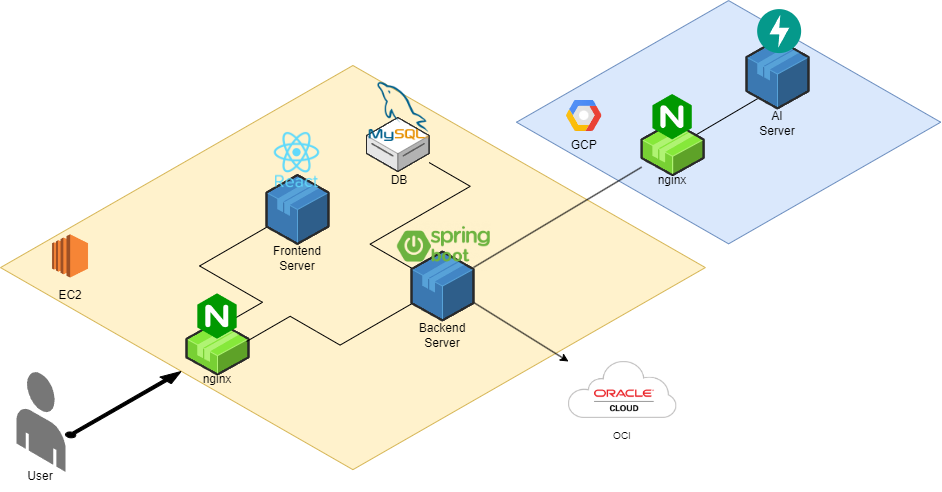 MySQL
DB
React
Frontend
Server
EC2
spring
boot
Backend
Server
N
nginx
User
GCP
N
nginx
AI
Server
ORACLE
CLOUD
OCI